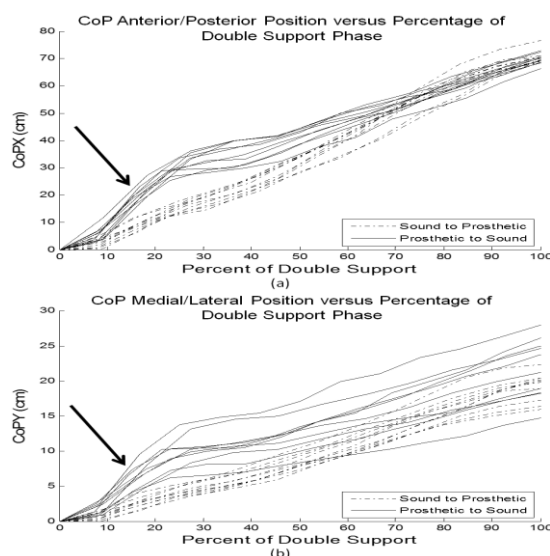 CoP Anterior/Posterior Position versus Percentage of
Double Support Phase
80
70
60
50
40
30
20
10
0
CoPX (cm)
0 10 20 30 40 50 60 70 80 90 100
Sound to Prosthetic
Prosthetic to Sound
Percent of Double Support
(a)
CoP Medial/Lateral Position versus Percentage of
Double Support Phase
30
25
20
15
10
5
0
CoPY (cm)
0 10 20 30 40 50 60 70 80 90 100
Sound to Prosthetic
Prosthetic to Sound
Percent of Double Support
(b)